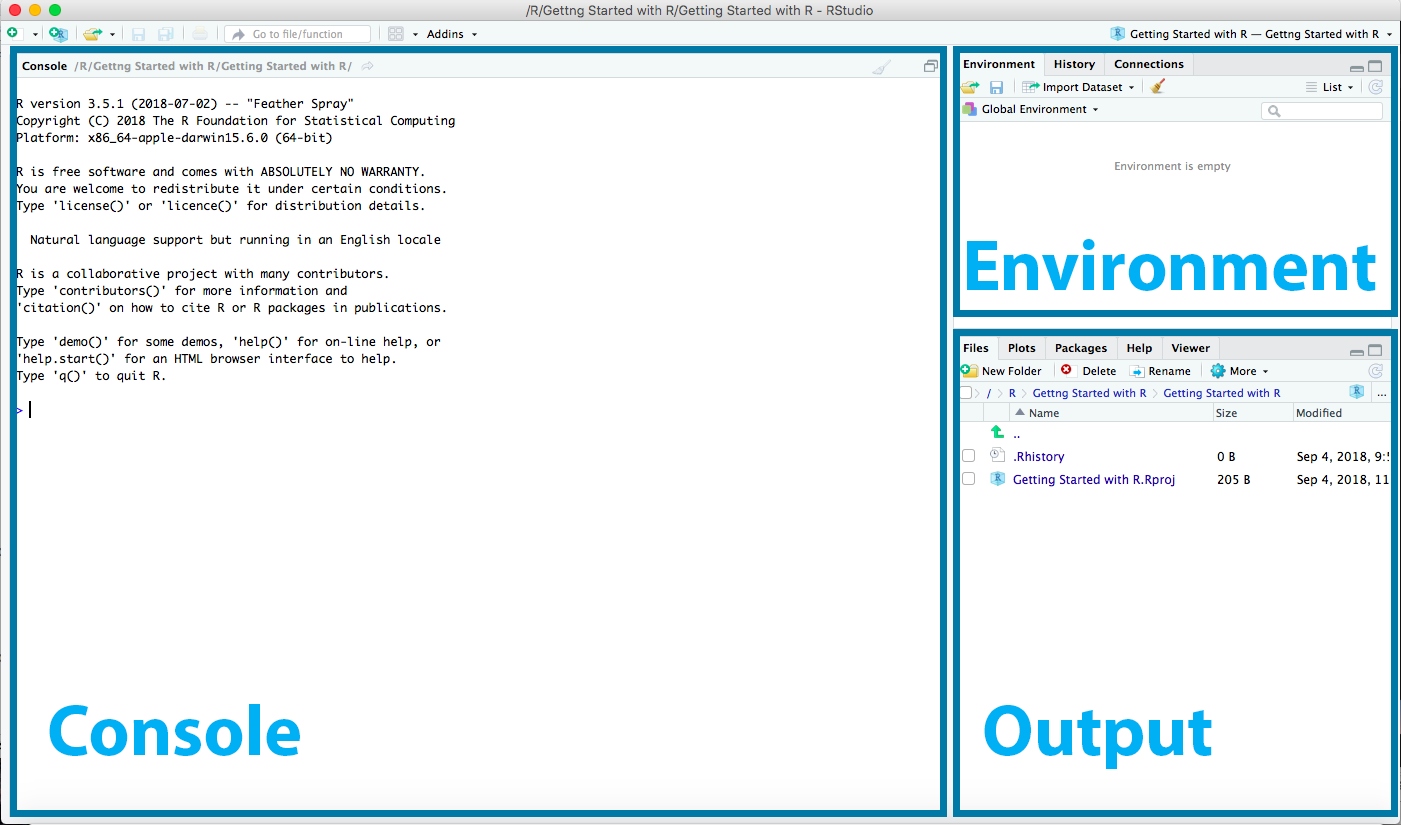 /R/Gettng Started with R/Getting Started with R - RStudio
Go to file/function
Addins
Getting Started with R — Gettng Started with R
Console /R/Gettng Started with R/Getting Started with R/
R version 3.5.1 (2018-07-02) -- "Feather Spray"
Copyright (C) 2018 The R Foundation for Statistical Computing
Platform: x86_64-apple-darwin15.6.0 (64-bit)
R is free software and comes with ABSOLUTELY NO WARRANTY.
You are welcome to redistribute it under certain conditions.
Type 'license()' or 'licence()' for distribution details.
Natural language support but running in an English locale
R is a collaborative project with many contributors.
Type 'contributors()' for more information and
'citation()' on how to cite R or R packages in publications.
Type 'demo()' for some demos, 'help()' for on-line help, or
'help.start()' for an HTML browser interface to help.
Type 'q()' to quit R.
>
Console
Environment History Connections
Import Dataset List
Global Environment
Environment is empty
Environment
Files Plots Packages Help Viewer
New Folder Delete Rename More
/ R Gettng Started with R Getting Started with R ...
Name Size Modified
..
.Rhistory 0 B Sep 4, 2018, 9:5
Getting Started with R.Rproj 205 B Sep 4, 2018, 11
Output